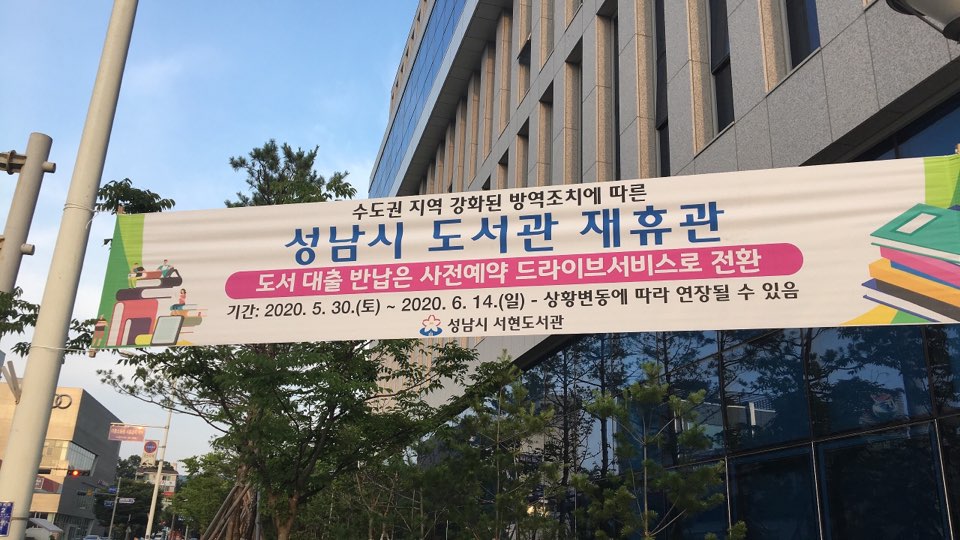 수도권 지역 강화된 방역조치에 따른
성남시 도서관 재휴관
도서 대출 반납은 사전예약 드라이브서비스로 전환
기간: 2020. 5. 30.(토) ~ 2020. 6. 14.(일) - 상황변동에 따라 연장될 수 있음
성남시 서현도서관